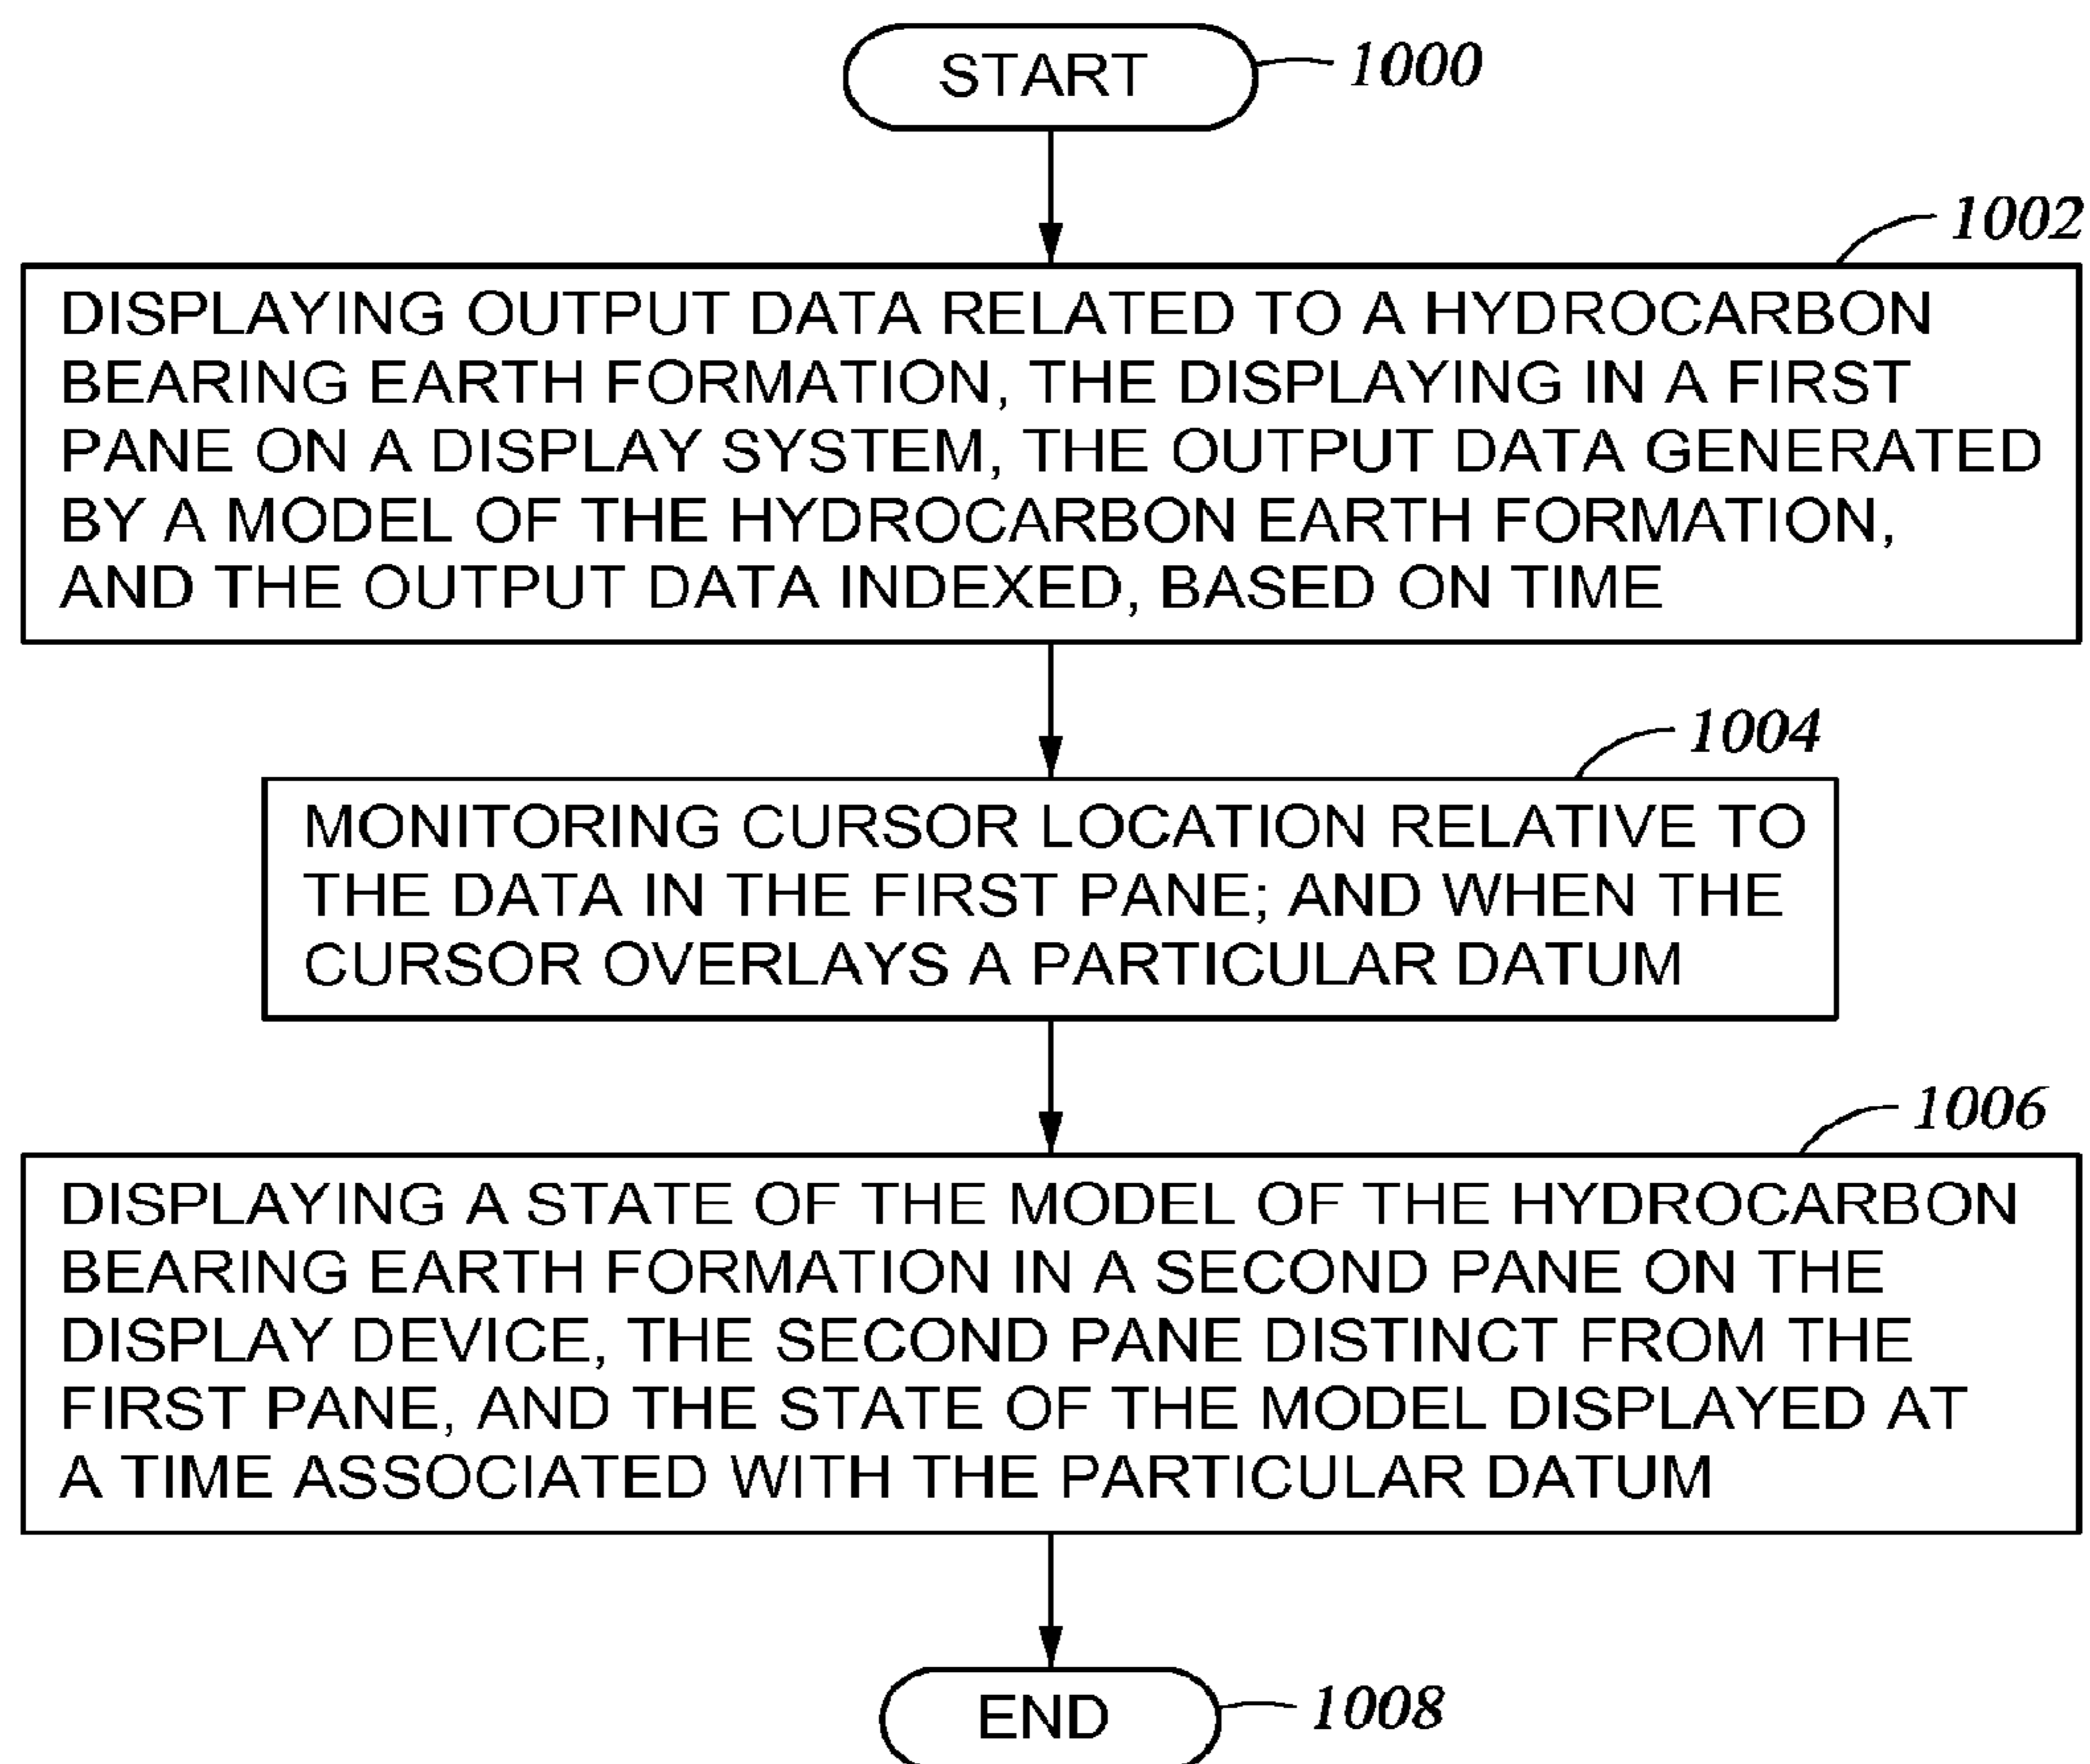 START
1000
1002
DISPLAYING OUTPUT DATA RELATED TO A HYDROCARBON
BEARING EARTH FORMATION, THE DISPLAYING IN A FIRST
PANE ON A DISPLAY SYSTEM, THE OUTPUT DATA GENERATED
BY A MODEL OF THE HYDROCARBON EARTH FORMATION,
AND THE OUTPUT DATA INDEXED, BASED ON TIME
1004
MONITORING CURSOR LOCATION RELATIVE TO
THE DATA IN THE FIRST PANE; AND WHEN THE
CURSOR OVERLAYS A PARTICULAR DATUM
1006
DISPLAYING A STATE OF THE MODEL OF THE HYDROCARBON
BEARING EARTH FORMATION IN A SECOND PANE ON THE
DISPLAY DEVICE, THE SECOND PANE DISTINCT FROM THE
FIRST PANE, AND THE STATE OF THE MODEL DISPLAYED AT
A TIME ASSOCIATED WITH THE PARTICULAR DATUM
END
1008